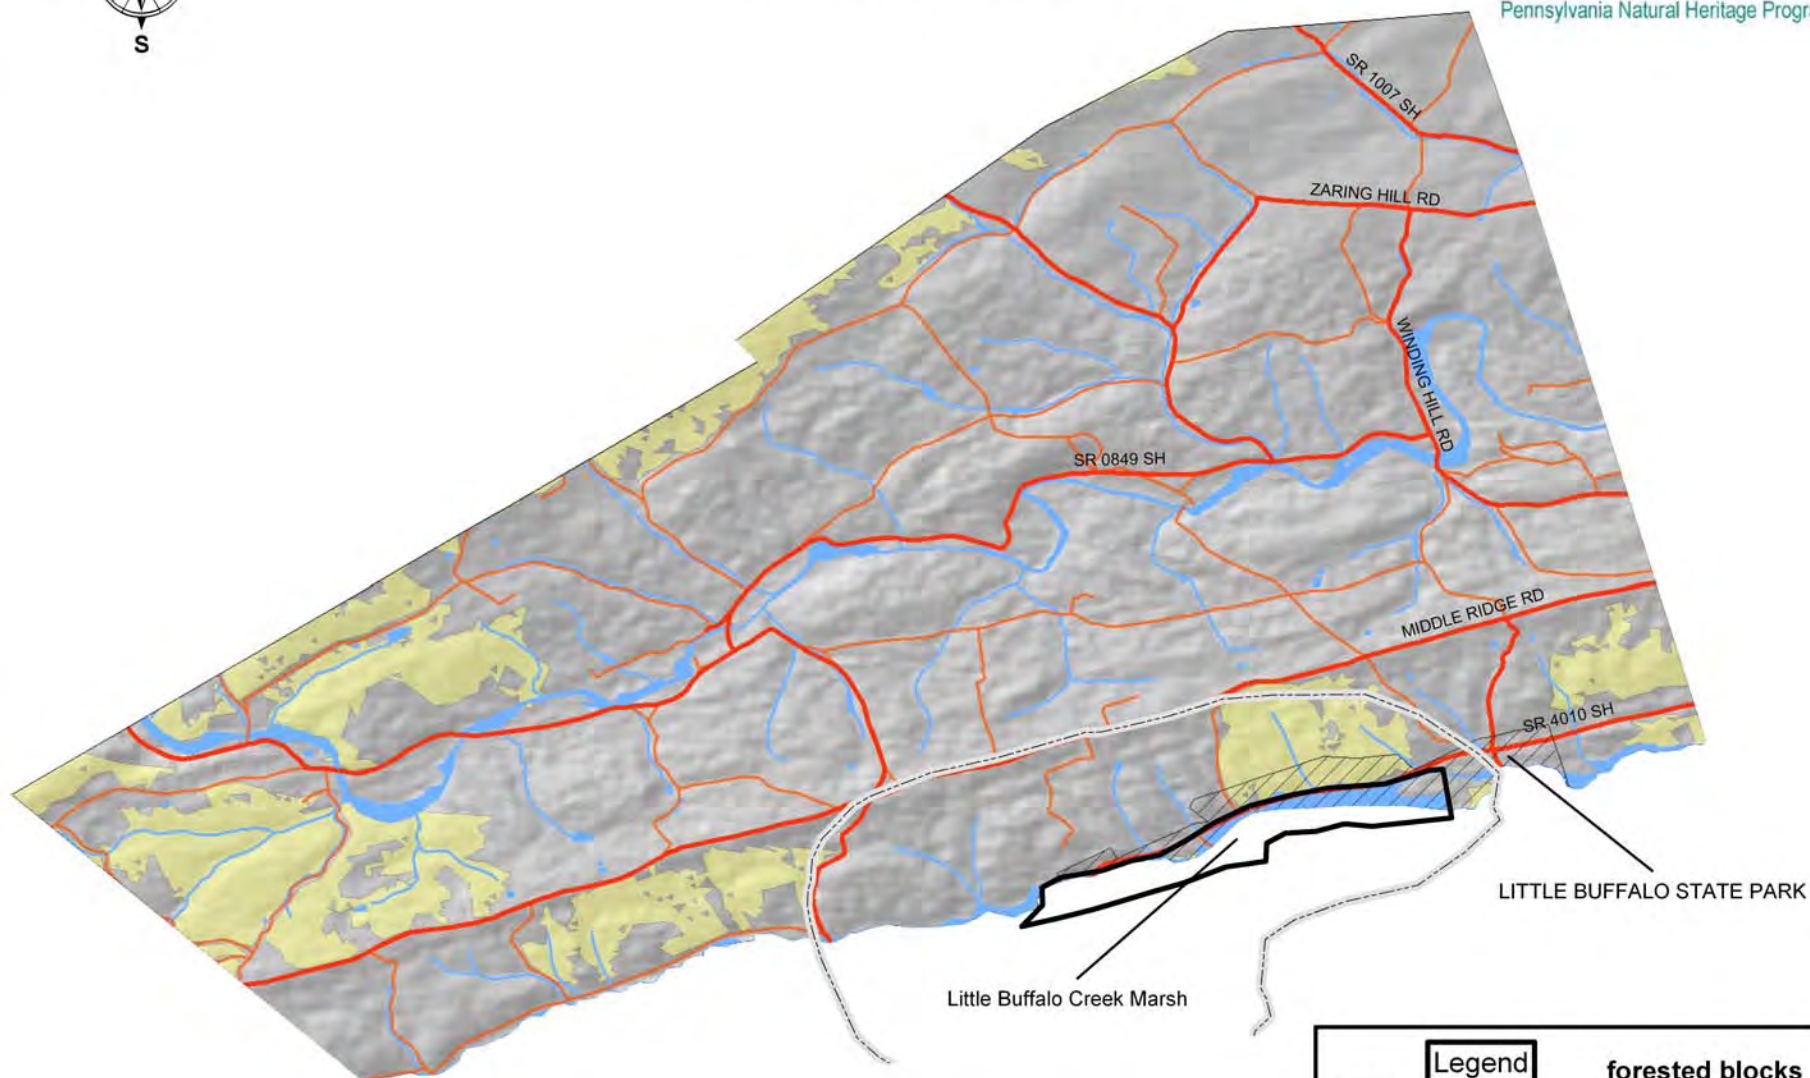 S
Pennsylvania Natural Heritage
SR 1007 SH
ZARING HILL RD
WINDING HILL RD
SR 0849 SH
MIDDLE RIDGE RD
SR 4010 SH
LITTLE BUFFALO STATE PARK
Little Buffalo Creek Marsh
Legend
forested blocks